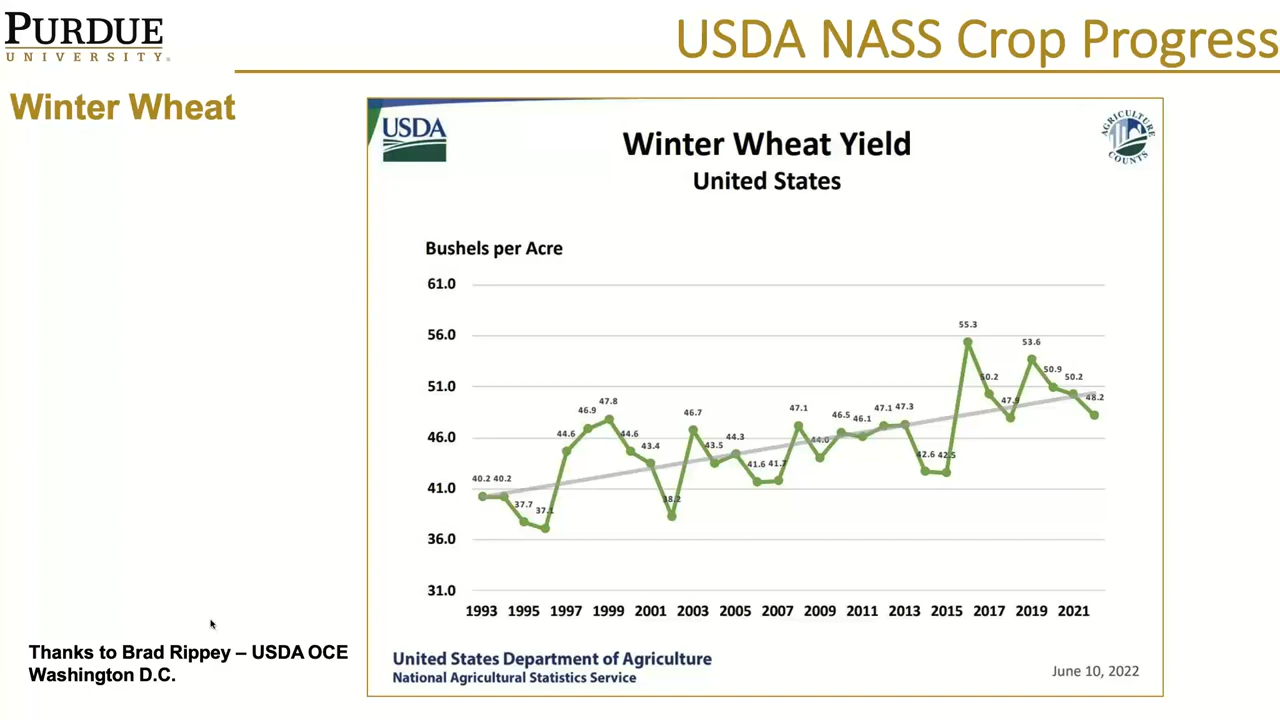 PURDUE
UNIVERSITY.
USDA NASS Crop Progress
Winter Wheat
USDA
AGRICULTURE
COUNTS
Winter Wheat Yield
United States
Bushels per Acre
61.0
56.0
51.0
46.0
41.0
36.0
31.0
40.2 40.2 37.7 37.1 44.6 46.9 47.8 44.6 43.4 38.2 46.7 43.5 44.3 41.6 41.7 47.1 44.0 46.5 46.1 47.1 47.3 42.6 42.5 55.3 50.2 47.9 53.6 50.9 50.2 48.2
1993 1995 1997 1999 2001 2003 2005 2007 2009 2011 2013 2015 2017 2019 2021
United States Department of Agriculture
National Agricultural Statistics Service
June 10, 2022
Thanks to Brad Rippey – USDA OCE
Washington D.C.